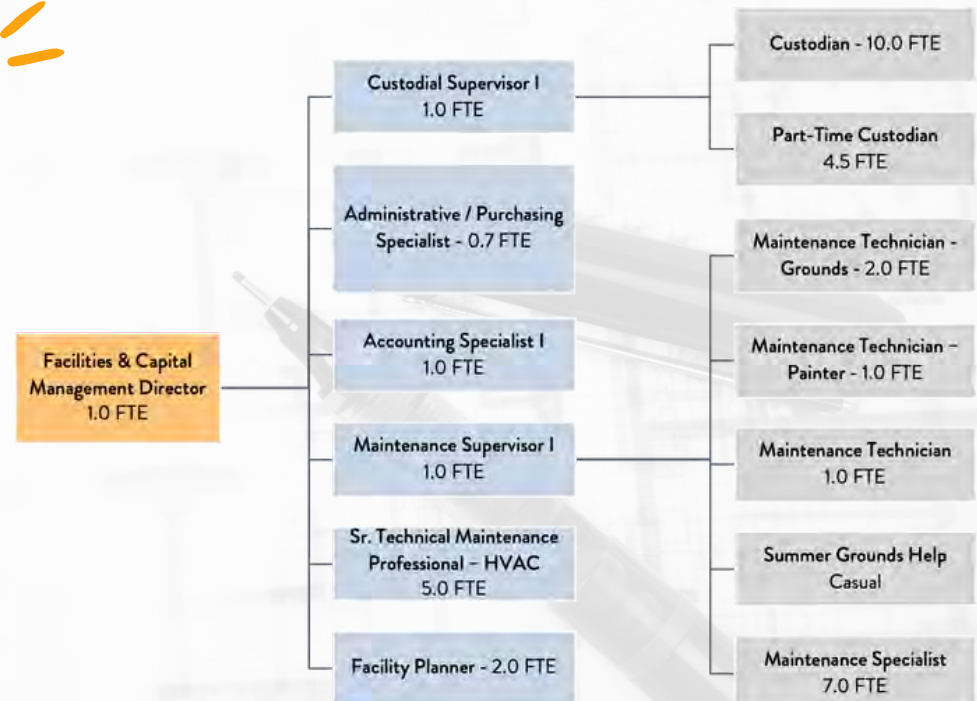 Facilities & Capital
Management Director
1.0 FTE
Custodial Supervisor I
1.0 FTE
Administrative / Purchasing
Specialist - 0.7 FTE
Accounting Specialist I
1.0 FTE
Maintenance Supervisor I
1.0 FTE
Sr. Technical Maintenance
Professional – HVAC
5.0 FTE
Facility Planner - 2.0 FTE
Custodian - 10.0 FTE
Part-Time Custodian
4.5 FTE
Maintenance Technician -
Grounds - 2.0 FTE
Maintenance Technician –
Painter - 1.0 FTE
Maintenance Technician
1.0 FTE
Summer Grounds Help
Casual
Maintenance Specialist
7.0 FTE